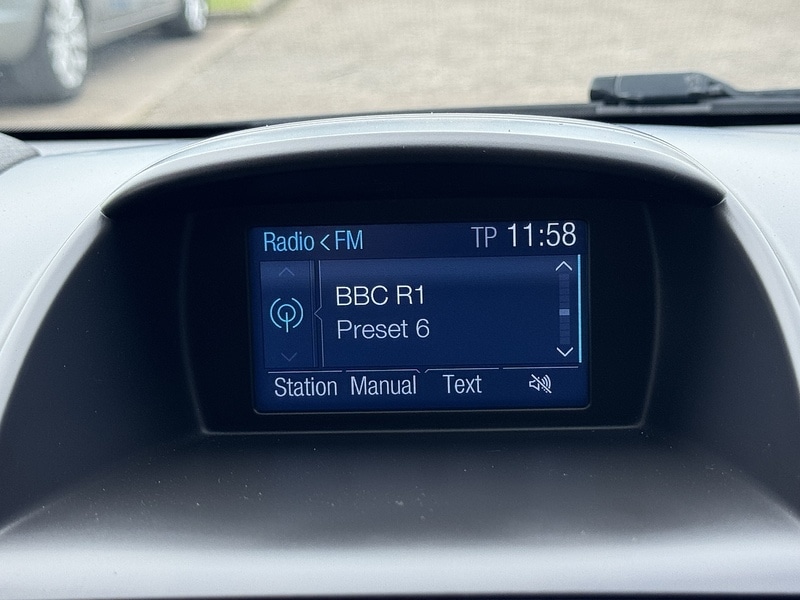 Radio < FM TP 11:58
BBC R1
Preset 6
Station Manual Text